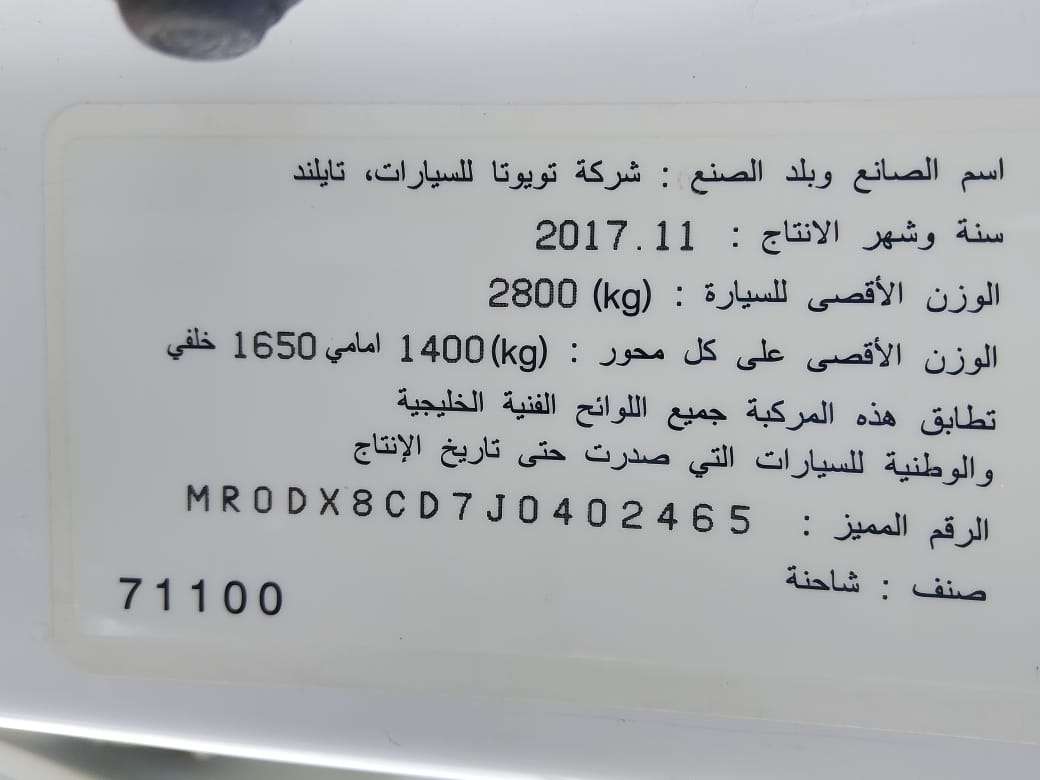 اسم الصانع وبلد الصنع : شركة تويوتا للسيارات، تايلند
سنة وشهر الانتاج : 2017.11
الوزن الأقصى للسيارة : 2800 (kg)
الوزن الأقصى على كل محور : 1400(kg) امامي 1650 خلفي
تطابق هذه المركبة جميع اللوائح الفنية الخليجية
والوطنية للسيارات التي صدرت حتى تاريخ الإنتاج
الرقم المميز : MR0DX8CD7J0402465
صنف : شاحنة
71100